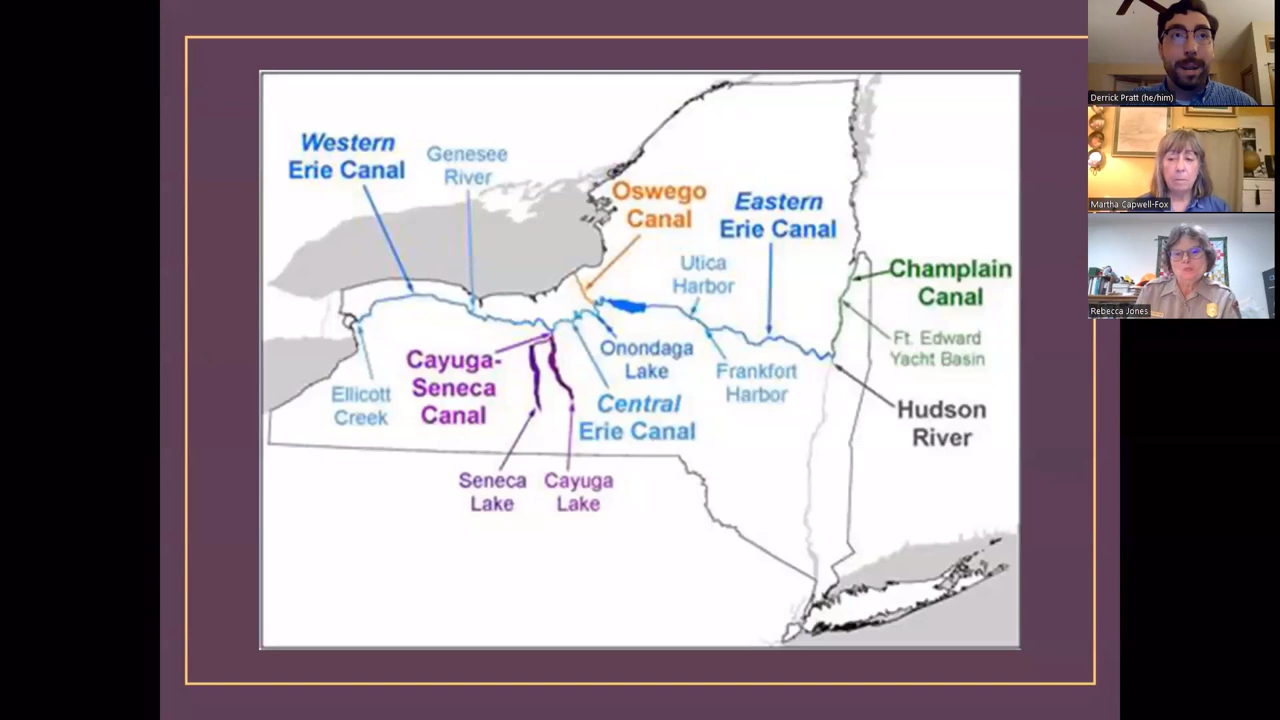 Western
Erie Canal
Genesee
River
Oswego
Canal
Eastern
Erie Canal
Utica
Harbor
Champlain
Canal
Ft. Edward
Yacht Basin
Hudson
River
Frankfort
Harbor
Onondaga
Lake
Central
Erie Canal
Cayuga-
Seneca
Canal
Ellicott
Creek
Seneca
Lake
Cayuga
Lake
Derrick Pratt (he/him)
Martha Capwell-Fox
Rebecca Jones